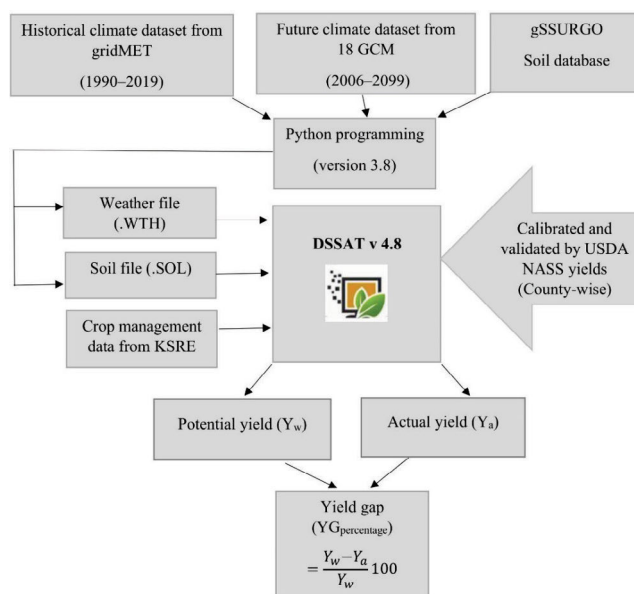 Historical climate dataset from
gridMET
(1990–2019)
Future climate dataset from
18 GCM
(2006–2099)
gSSURGO
Soil database
Python programming
(version 3.8)
Weather file
(.WTH)
Soil file (.SOL)
Crop management
data from KSRE
DSSAT v 4.8
Calibrated and
validated by USDA
NASS yields
(County-wise)
Potential yield (Yw)
Actual yield (Ya)
Yield gap
(YGpercentage)
= Yw−Ya / Yw 100